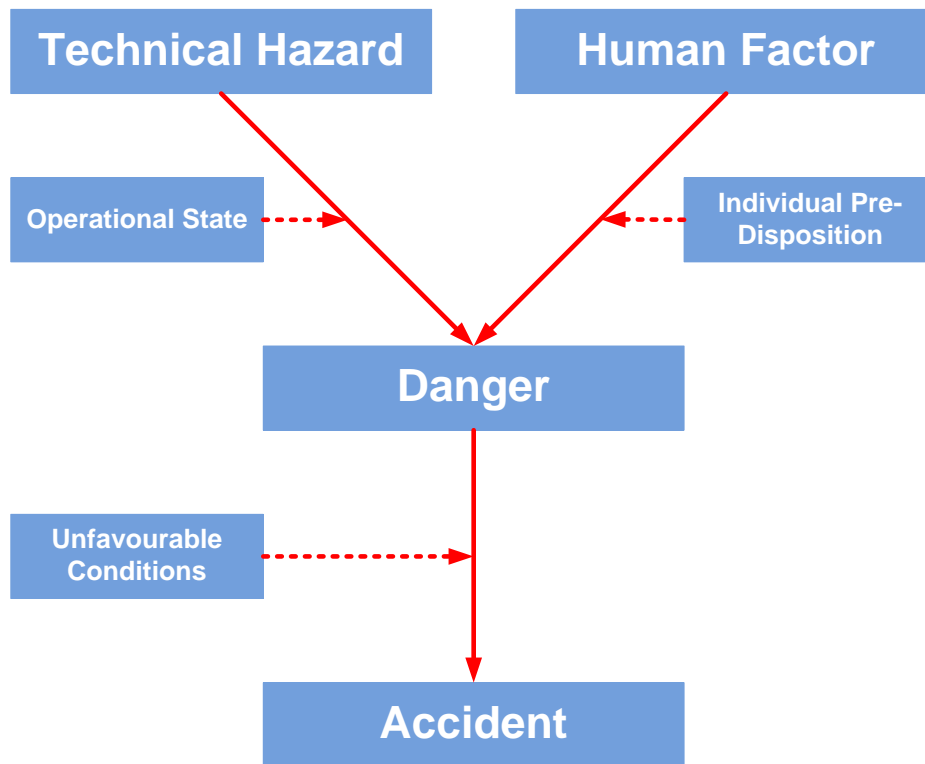 Technical Hazard
Human Factor
Operational State
Individual Pre-
Disposition
Danger
Unfavourable
Conditions
Accident